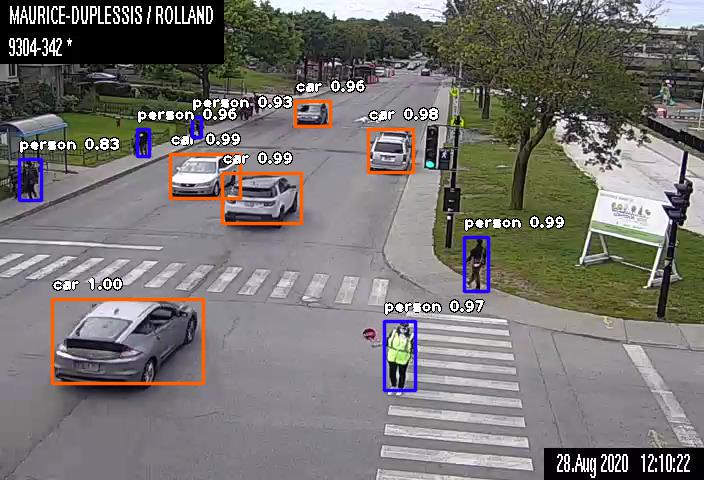 MAURICE-DUPLESSIS / ROLLAND
9304-342 *
car 0.96
person 0.93
person 0.96
car 0.98
car 0.99
person 0.83
car 0.99
person 0.99
car 1.00
person 0.97
28.Aug 2020 12:10:22